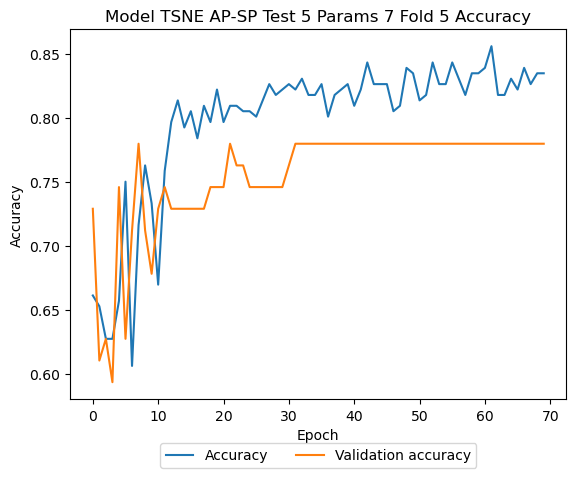 Model TSNE AP-SP Test 5 Params 7 Fold 5 Accuracy
0.85
0.80
0.75
0.70
0.65
0.60
Accuracy
0 10 20 30 40 50 60 70
Epoch
Accuracy Validation accuracy